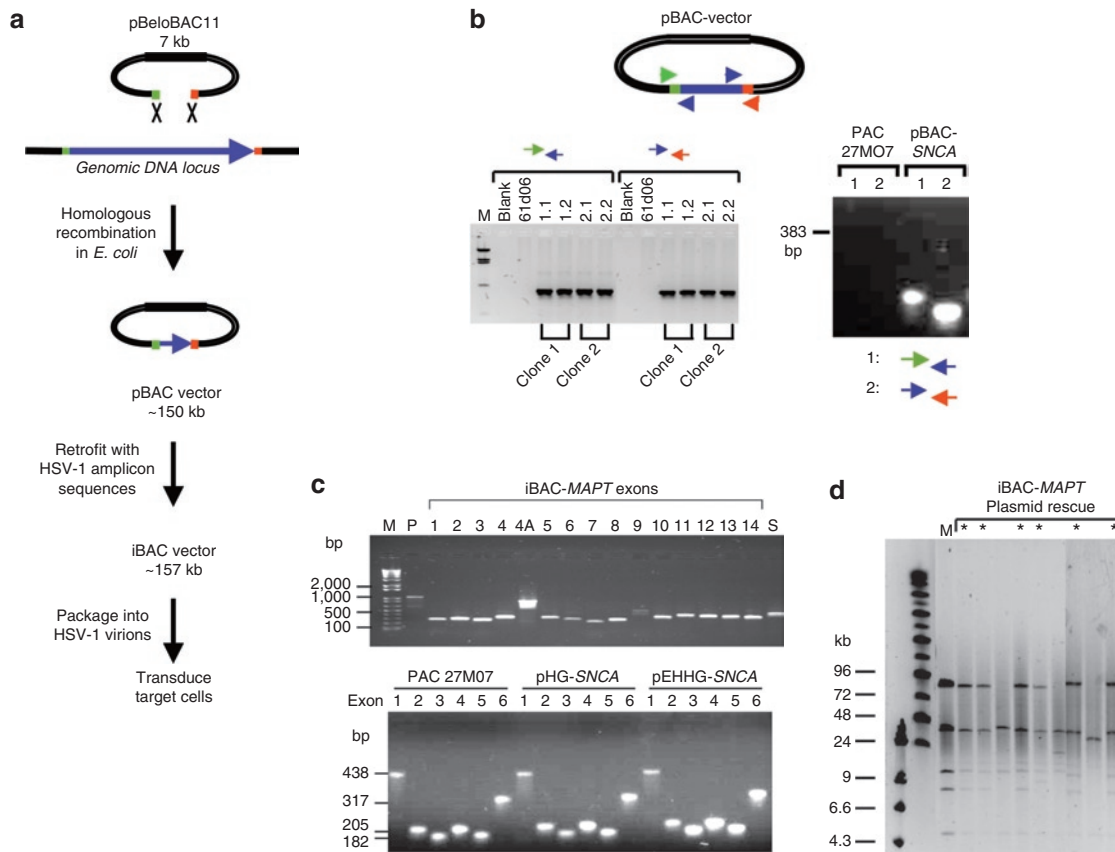 a
pBeloBAC11
7 kb
X X
Genomic DNA locus
Homologous
recombination
in E. coli
pBAC vector
~150 kb
Retrofit with
HSV-1 amplicon
sequences
iBAC vector
~157 kb
Package into
HSV-1 virions
Transduce
target cells
b
pBAC-vector
M Blank 61d06 1.1 1.2 2.1 2.2 Blank 61d06 1.1 1.2 2.1 2.2
Clone 1 Clone 2 Clone 1 Clone 2
PAC 27MO7 pBAC-SNCA
1 2 1 2
383
bp
1:
2:
c
iBAC-MAPT exons
M P 1 2 3 4 4A 5 6 7 8 9 10 11 12 13 14 S
bp
2,000
1,000
500
100
PAC 27M07 pHG-SNCA pEHHG-SNCA
Exon 1 2 3 4 5 6 1 2 3 4 5 6 1 2 3 4 5 6
bp
438
317
205
182
d
iBAC-MAPT
Plasmid rescue
M * * * * * *
kb
96
72
48
24
9
6.6
4.3